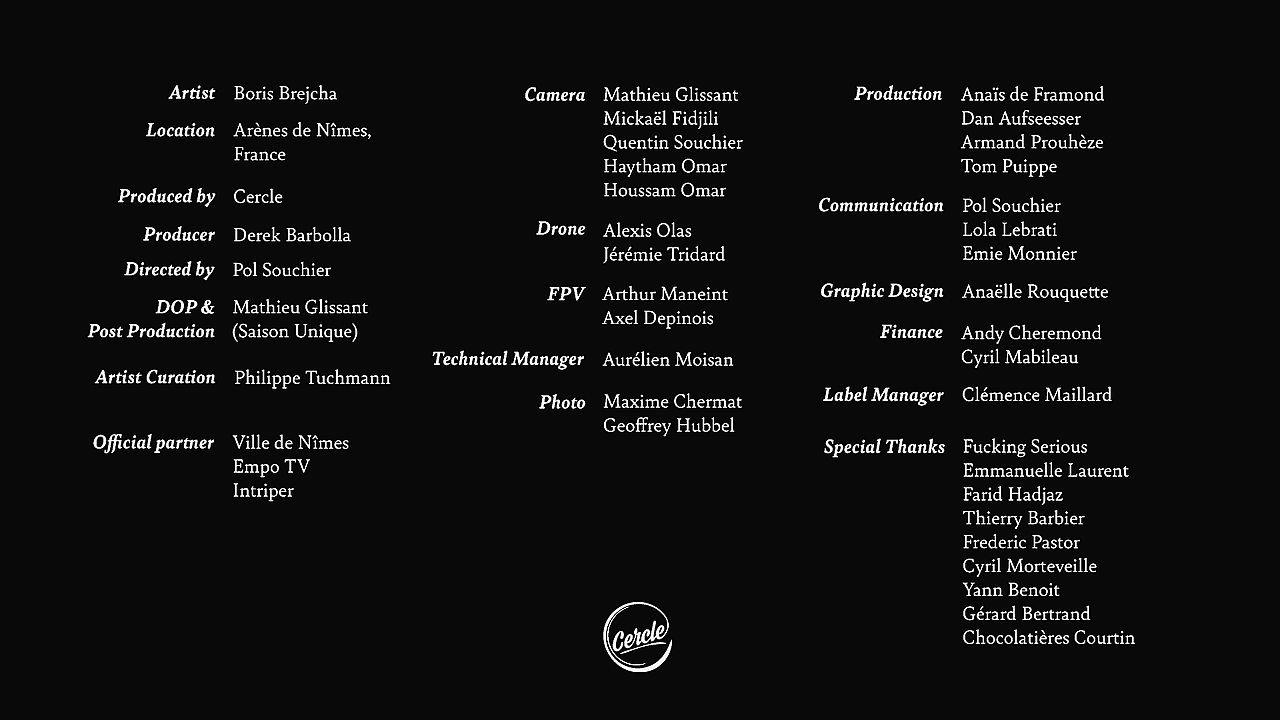 Artist Boris Brejcha
Location Arènes de Nîmes,
France
Produced by Cercle
Producer Derek Barbolla
Directed by Pol Souchier
DOP & Mathieu Glissant
Post Production (Saison Unique)
Artist Curation Philippe Tuchmann
Official partner Ville de Nîmes
Empo TV
Intriper
Camera Mathieu Glissant
Mickaël Fidjili
Quentin Souchier
Haytham Omar
Houssam Omar
Drone Alexis Olas
Jérémie Tridard
FPV Arthur Maneint
Axel Depinois
Technical Manager Aurélien Moisan
Photo Maxime Chermat
Geoffrey Hubbel
Production Anaïs de Framond
Dan Aufseesser
Armand Prouhèze
Tom Puippe
Communication Pol Souchier
Lola Lebrati
Emie Monnier
Graphic Design Anaëlle Rouquette
Finance Andy Cheremond
Cyril Mabileau
Label Manager Clémence Maillard
Special Thanks Fucking Serious
Emmanuelle Laurent
Farid Hadjaz
Thierry Barbier
Frederic Pastor
Cyril Morteveille
Yann Benoit
Gérard Bertrand
Chocolatières Courtin
Cercle